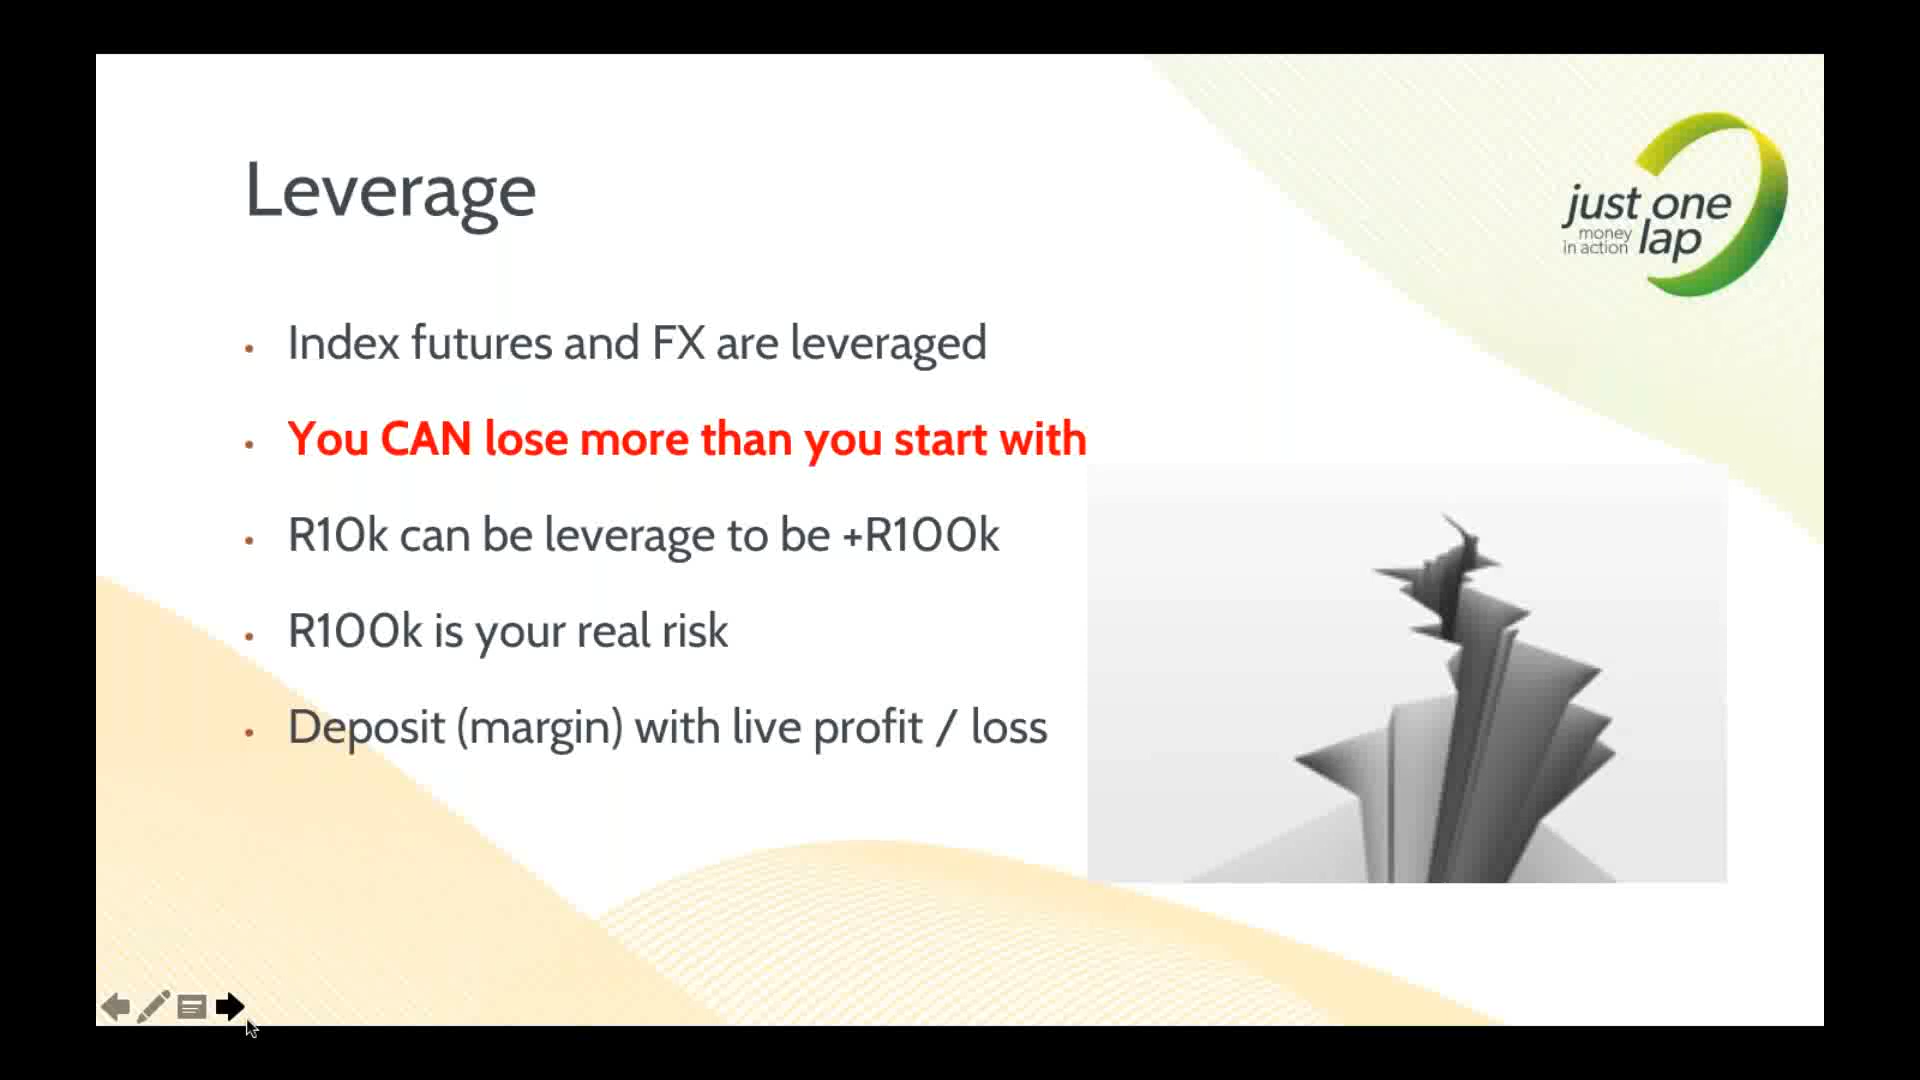 Leverage
just one
money
in action
lap
Index futures and FX are leveraged
You CAN lose more than you start with
R10k can be leverage to be +R100k
R100k is your real risk
Deposit (margin) with live profit / loss